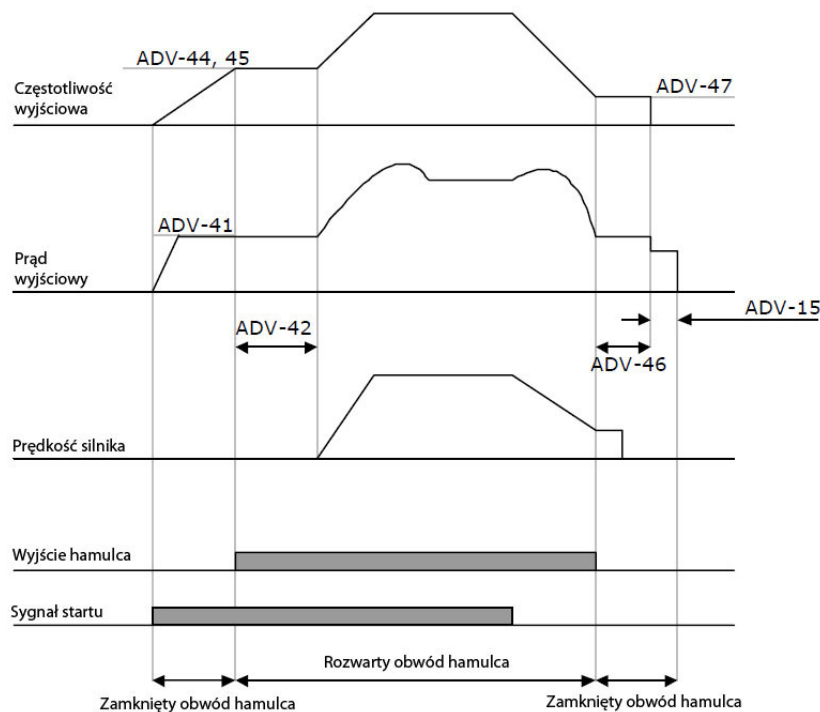 ADV-44, 45
Częstotliwość
wyjściowa
ADV-47
ADV-41
Prąd
wyjściowy
ADV-42
ADV-15
ADV-46
Prędkość silnika
Wyjście hamulca
Sygnał startu
Rozwarty obwód hamulca
Zamknięty obwód hamulca
Zamknięty obwód hamulca